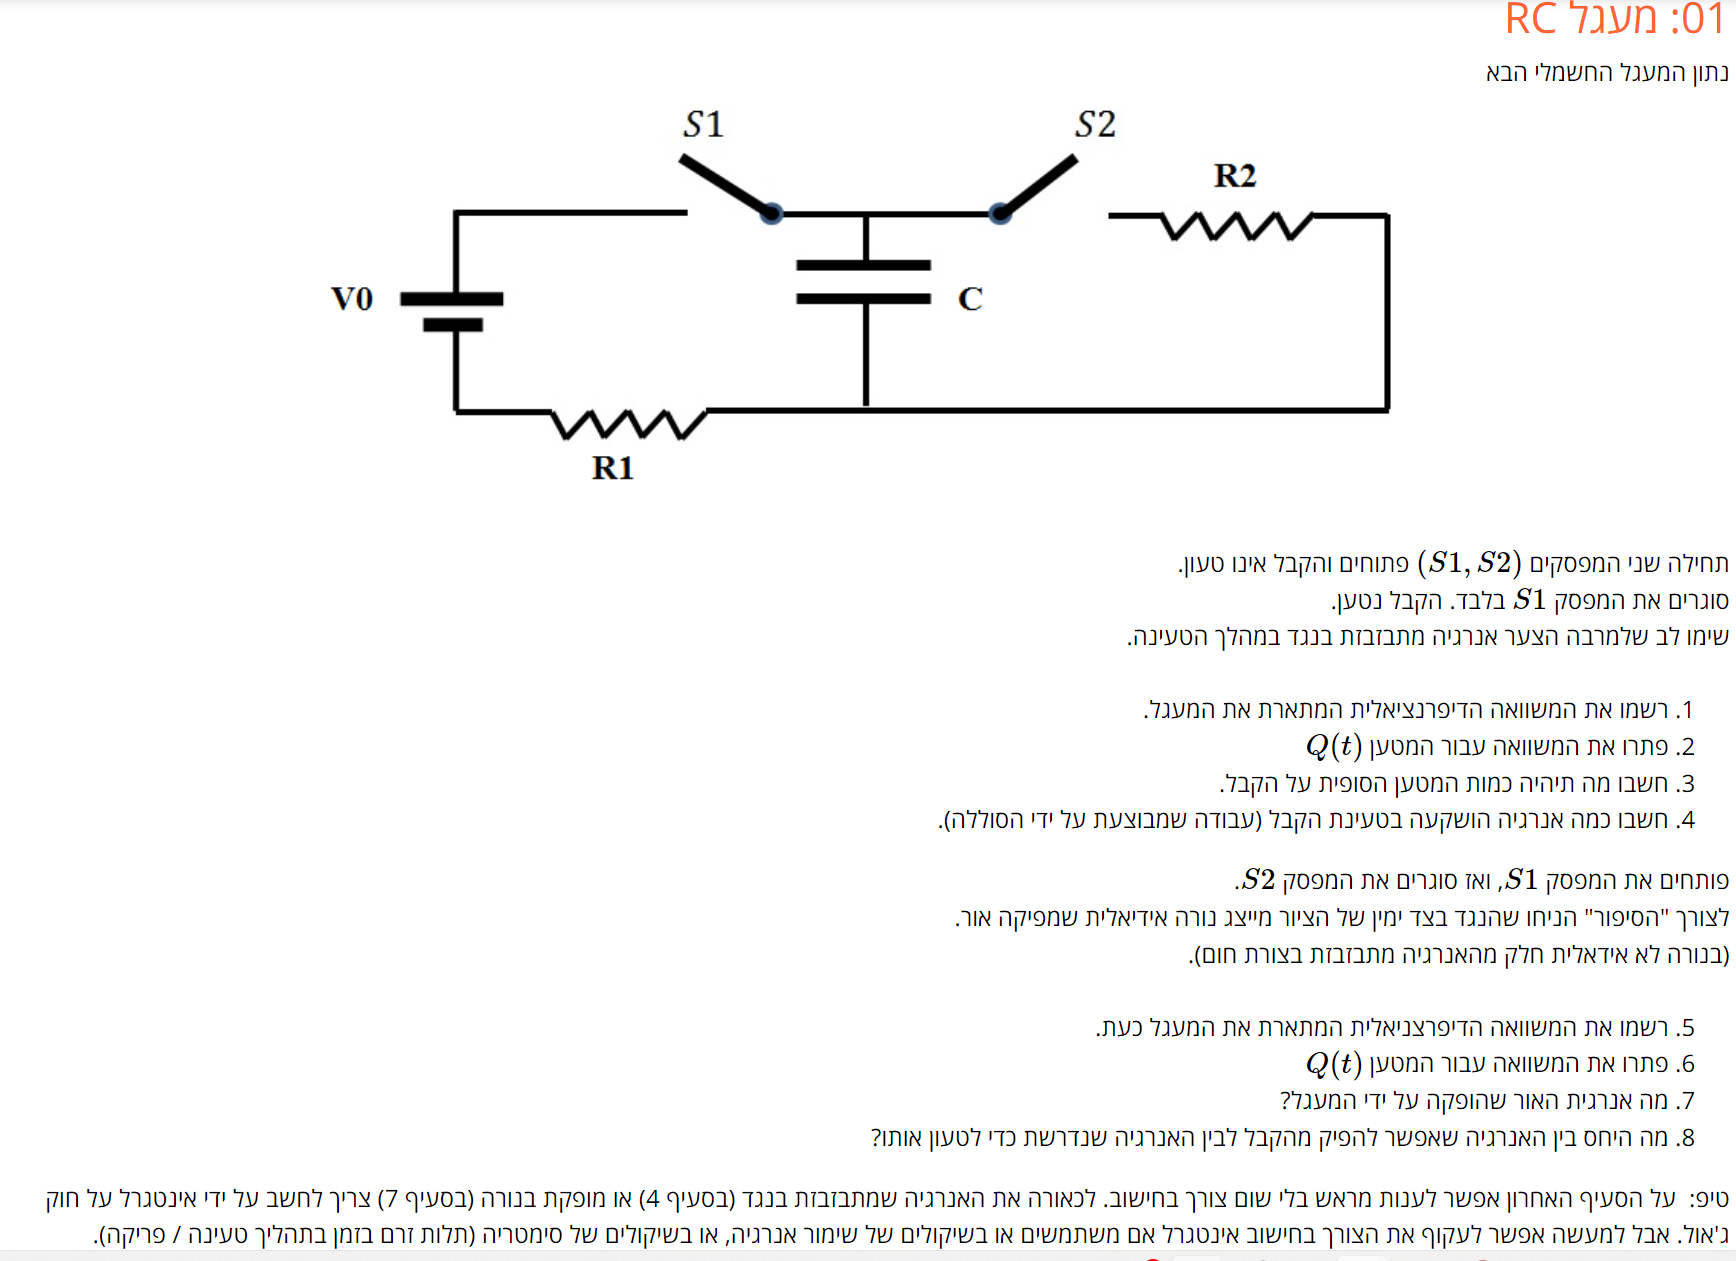 01: מעגל RC
נתון המעגל החשמלי הבא
S1
S2
R2
V0
C
R1
תחילה שני המפסקים (S1, S2) פתוחים והקבל אינו טעון.
סוגרים את המפסק S1 בלבד. הקבל נטען.
שימו לב שלמרבה הצער אנרגיה מתבזבזת בנגד במהלך הטעינה.
1. רשמו את המשוואה הדיפרנציאלית המתארת את המעגל.
2. פתרו את המשוואה עבור המטען Q(t)
3. חשבו מה תיהיה כמות המטען הסופית על הקבל.
4. חשבו כמה אנרגיה הושקעה בטעינת הקבל (עבודה שמבוצעת על ידי הסוללה).
פותחים את המפסק S1, ואז סוגרים את המפסק S2.
לצורך "הסיפור" הניחו שהנגד בצד ימין של הציור מייצג נורה אידיאלית שמפיקה אור.
(בנורה לא אידאלית חלק מהאנרגיה מתבזבזת בצורת חום).
5. רשמו את המשוואה הדיפרצניאלית המתארת את המעגל כעת.
6. פתרו את המשוואה עבור המטען Q(t)
7. מה אנרגית האור שהופקה על ידי המעגל?
8. מה היחס בין האנרגיה שאפשר להפיק מהקבל לבין האנרגיה שנדרשת כדי לטעון אותו?
טיפ: על הסעיף האחרון אפשר לענות מראש בלי שום צורך בחישוב. לכאורה את האנרגיה שמתבזבזת בנגד (בסעיף 4) או מופקת בנורה (בסעיף 7) צריך לחשב על ידי אינטגרל על חוק
ג'אול. אבל למעשה אפשר לעקוף את הצורך בחישוב אינטגרל אם משתמשים או בשיקולים של שימור אנרגיה, או בשיקולים של סימטריה (תלות זרם בזמן בתהליך טעינה / פריקה).